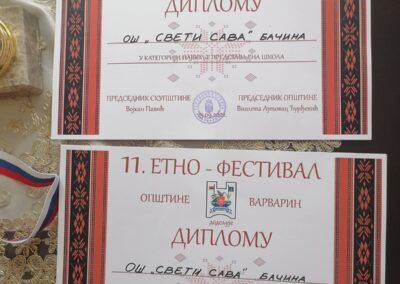 ДИПЛОМУ
ОШ „СВЕТИ САВА" БАЧИНА
У КАТЕГОРИЈИ НАЈБОЉЕ ПРЕДСТАВЉЕНА ШКОЛА
ПРЕДСЕДНИК СКУПШТИНЕ
Војкан Павић
ПРЕДСЕДНИК ОПШТИНЕ
Виолета Лутовац Ђурђевић
11. ЕТНО - ФЕСТИВАЛ
ОПШТИНЕ ВАРВАРИН
додељује
ДИПЛОМУ
ОШ „СВЕТИ САВА" БАЧИНА